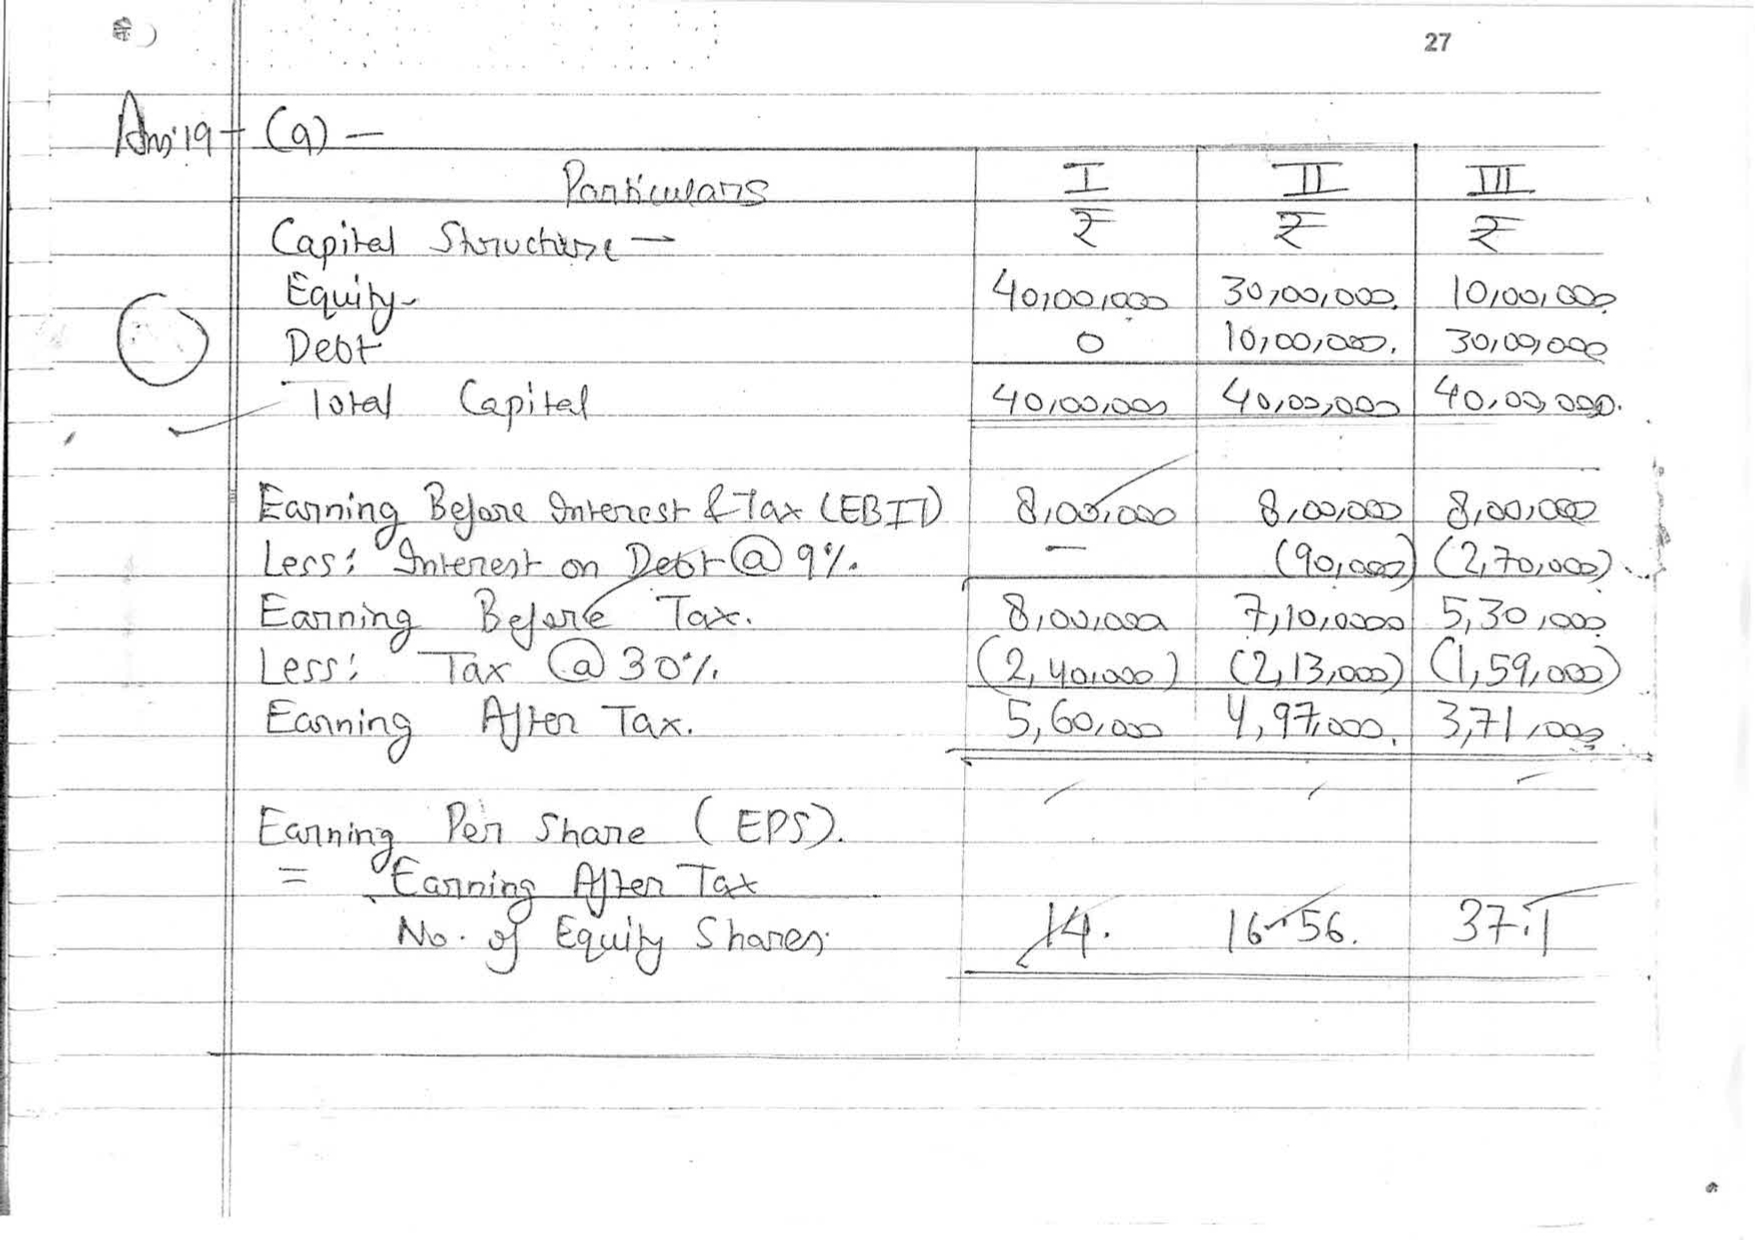 27
Ans.19 - (a) -
Particulars I II III
Capital Structure - ₹ ₹ ₹
Equity 40,00,000 30,00,000. 10,00,000
Debt 0 10,00,000. 30,00,000
Total Capital 40,00,000 40,00,000 40,00,000.
Earning Before Interest & Tax (EBIT) 8,00,000 8,00,000 8,00,000
Less: Interest on Debt @ 9%. — (90,000) (2,70,000)
Earning Before Tax. 8,00,000 7,10,0000 5,30,000
Less: Tax @ 30% (2,40,000) (2,13,000) (1,59,000)
Earning After Tax. 5,60,000 4,97,000. 3,71,000
Earning Per Share (EPS).
= Earning After Tax
No. of Equity Shares. 14. 16.56. 37.1